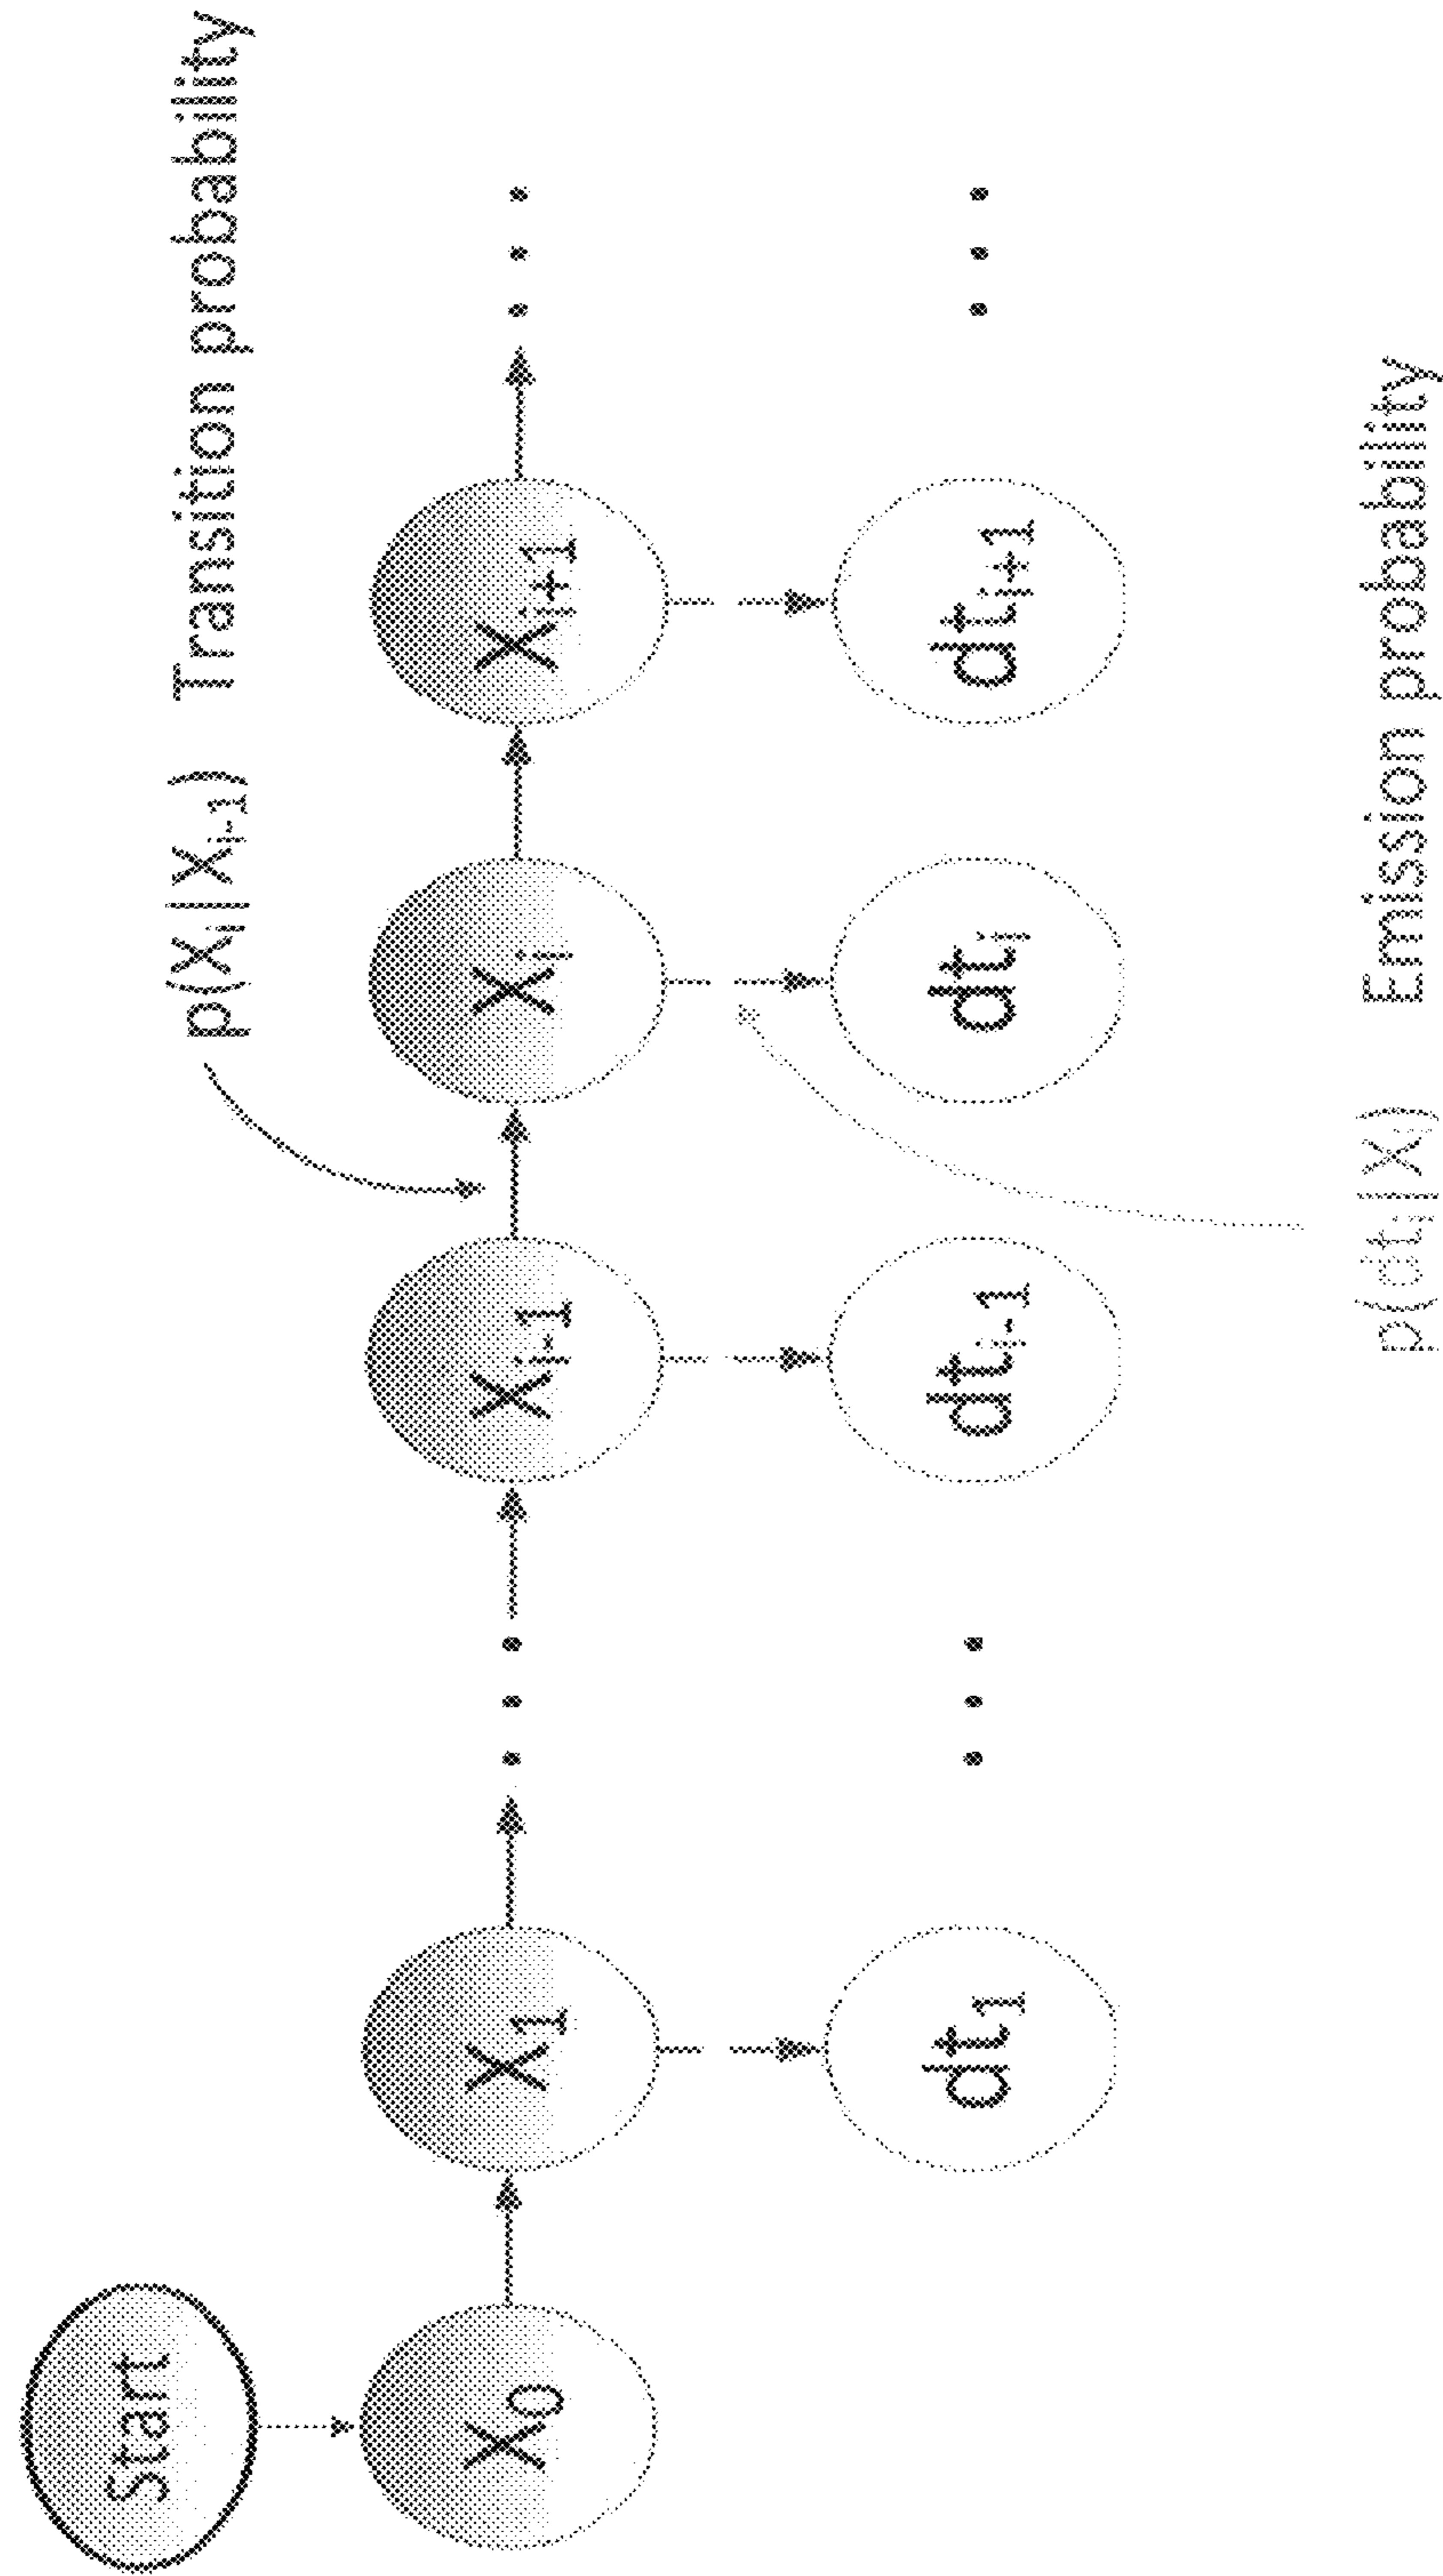 p(Xᵢ|Xᵢ₋₁) Transition probability
Start
X₀
X₁
. . .
Xᵢ₋₁
Xᵢ
Xᵢ₊₁
. . .
dt₁
. . .
dtᵢ₋₁
dtᵢ
dtᵢ₊₁
. . .
p(dtᵢ|Xᵢ) Emission probability